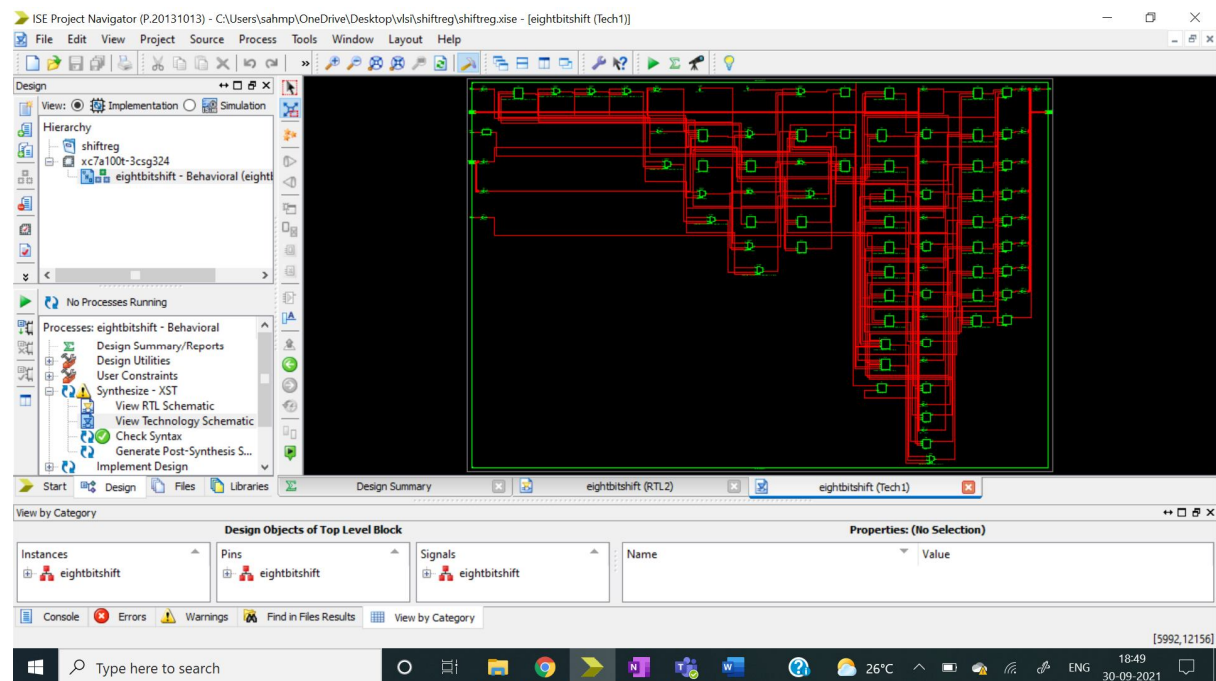 ISE Project Navigator (P.20131013) - C:\Users\sahmp\OneDrive\Desktop\vlsi\shiftreg\shiftreg.xise - [eightbitshift (Tech1)]
File Edit View Project Source Process Tools Window Layout Help
Design
View: Implementation Simulation
Hierarchy
shiftreg
xc7a100t-3csg324
eightbitshift - Behavioral (eightl
No Processes Running
Processes: eightbitshift - Behavioral
Design Summary/Reports
Design Utilities
User Constraints
Synthesize - XST
View RTL Schematic
View Technology Schematic
Check Syntax
Generate Post-Synthesis S...
Implement Design
Start Design Files Libraries Design Summary eightbitshift (RTL2) eightbitshift (Tech1)
View by Category
Design Objects of Top Level Block Properties: (No Selection)
Instances Pins Signals Name Value
eightbitshift eightbitshift eightbitshift
Console Errors Warnings Find in Files Results View by Category
[5992,12156]
Type here to search 26°C ENG 18:49
30-09-2021